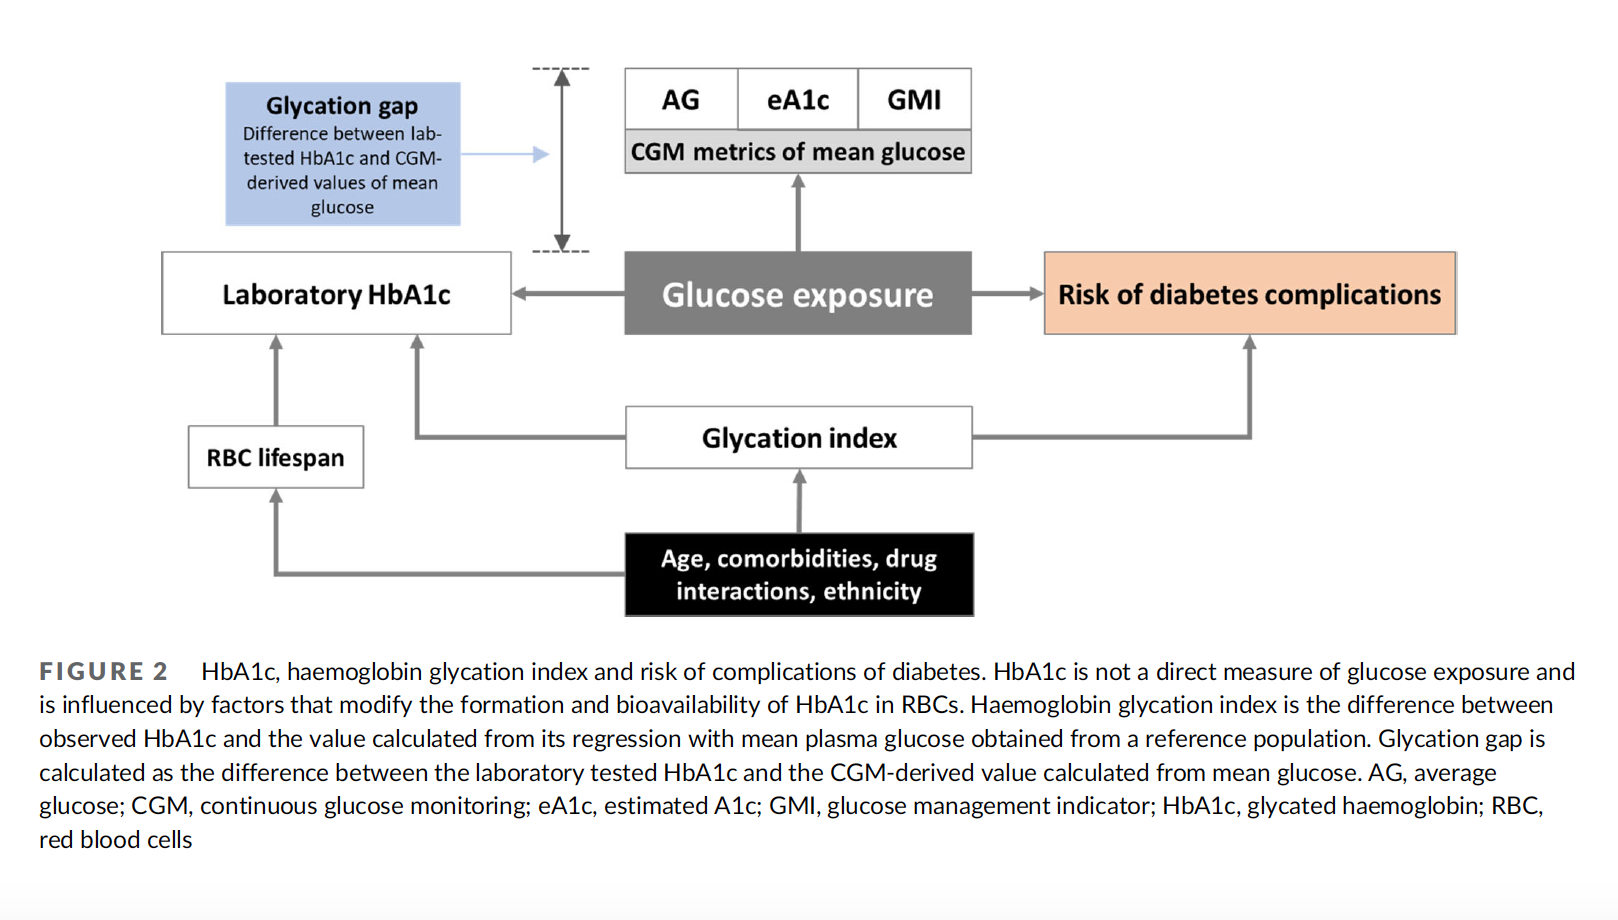 Glycation gap
Difference between lab-
tested HbA1c and CGM-
derived values of mean
glucose
AG
eA1c
GMI
CGM metrics of mean glucose
Laboratory HbA1c
Glucose exposure
Risk of diabetes complications
RBC lifespan
Glycation index
Age, comorbidities, drug
interactions, ethnicity
FIGURE 2 HbA1c, haemoglobin glycation index and risk of complications of diabetes. HbA1c is not a direct measure of glucose exposure and
is influenced by factors that modify the formation and bioavailability of HbA1c in RBCs. Haemoglobin glycation index is the difference between
observed HbA1c and the value calculated from its regression with mean plasma glucose obtained from a reference population. Glycation gap is
calculated as the difference between the laboratory tested HbA1c and the CGM-derived value calculated from mean glucose. AG, average
glucose; CGM, continuous glucose monitoring; eA1c, estimated A1c; GMI, glucose management indicator; HbA1c, glycated haemoglobin; RBC,
red blood cells